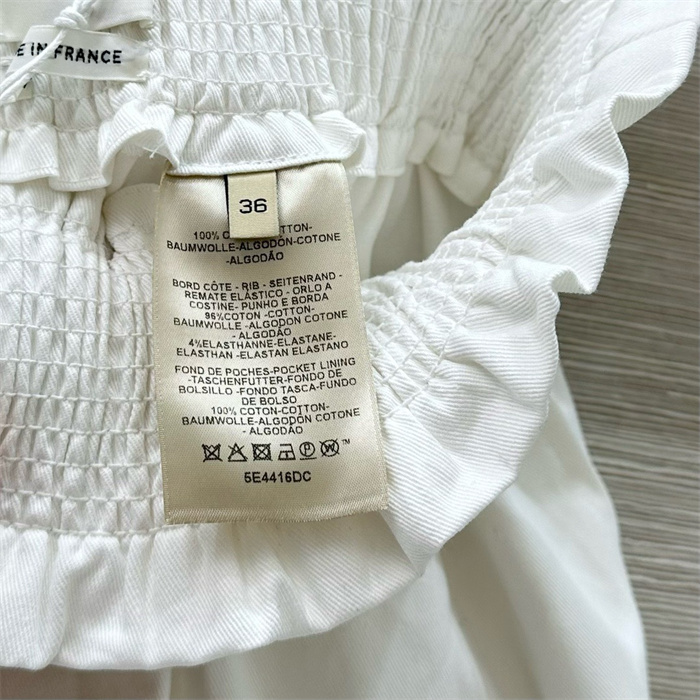 E IN FRANCE
36
100% COTTON-
BAUMWOLLE-ALGODÓN-COTONE
-ALGODÃO
BORD CÔTE - RIB - SEITENRAND -
REMATE ELÁSTICO - ORLO A
COSTINE- PUNHO E BORDA
96%COTON -COTTON-
BAUMWOLLE -ALGODON COTONE
- ALGODÃO
4%ELASTHANNE-ELASTANE-
ELASTHAN -ELASTAN ELASTANO
FOND DE POCHES-POCKET LINING
-TASCHENFUTTER-FONDO DE
BOLSILLO -FONDO TASCA-FUNDO
DE BOLSO
100% COTON-COTTON-
BAUMWOLLE-ALGODON COTONE
- ALGODÃO
P W ™
5E4416DC